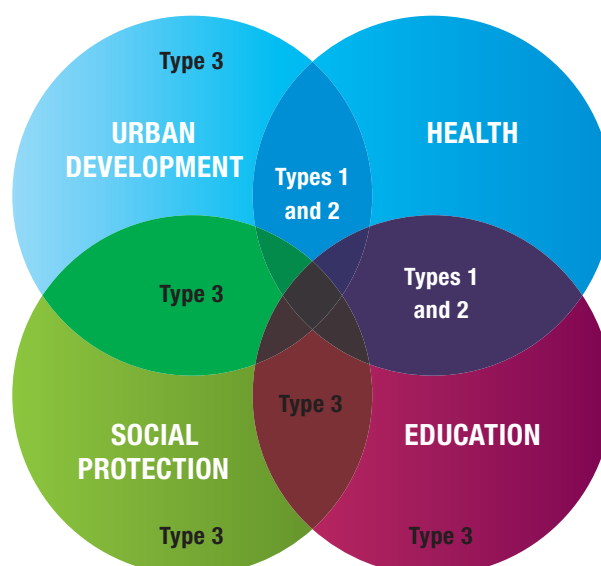 Type 3
URBAN
DEVELOPMENT
HEALTH
Types 1
and 2
Type 3
Types 1
and 2
Type 3
SOCIAL
PROTECTION
EDUCATION
Type 3
Type 3